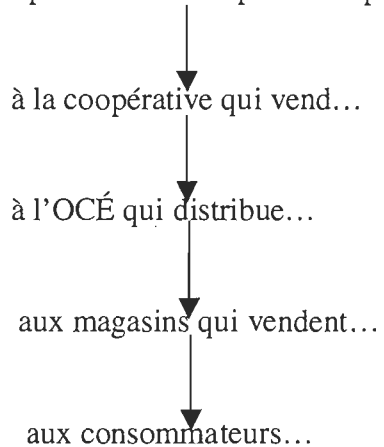 à la coopérative qui vend…
à l'OCÉ qui distribue…
aux magasins qui vendent…
aux consommateurs…